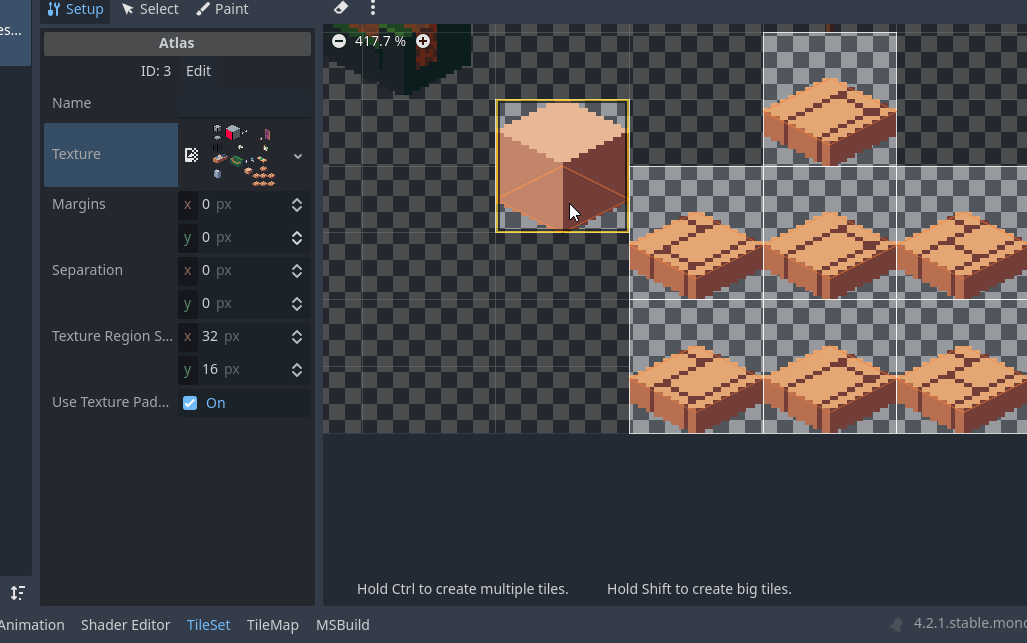 Setup Select Paint
es...
Atlas
417.7 %
ID: 3 Edit
Name
Texture
Margins x 0 px
y 0 px
Separation x 0 px
y 0 px
Texture Region S... x 32 px
y 16 px
Use Texture Pad... On
Hold Ctrl to create multiple tiles. Hold Shift to create big tiles.
Animation Shader Editor TileSet TileMap MSBuild 4.2.1.stable.mono